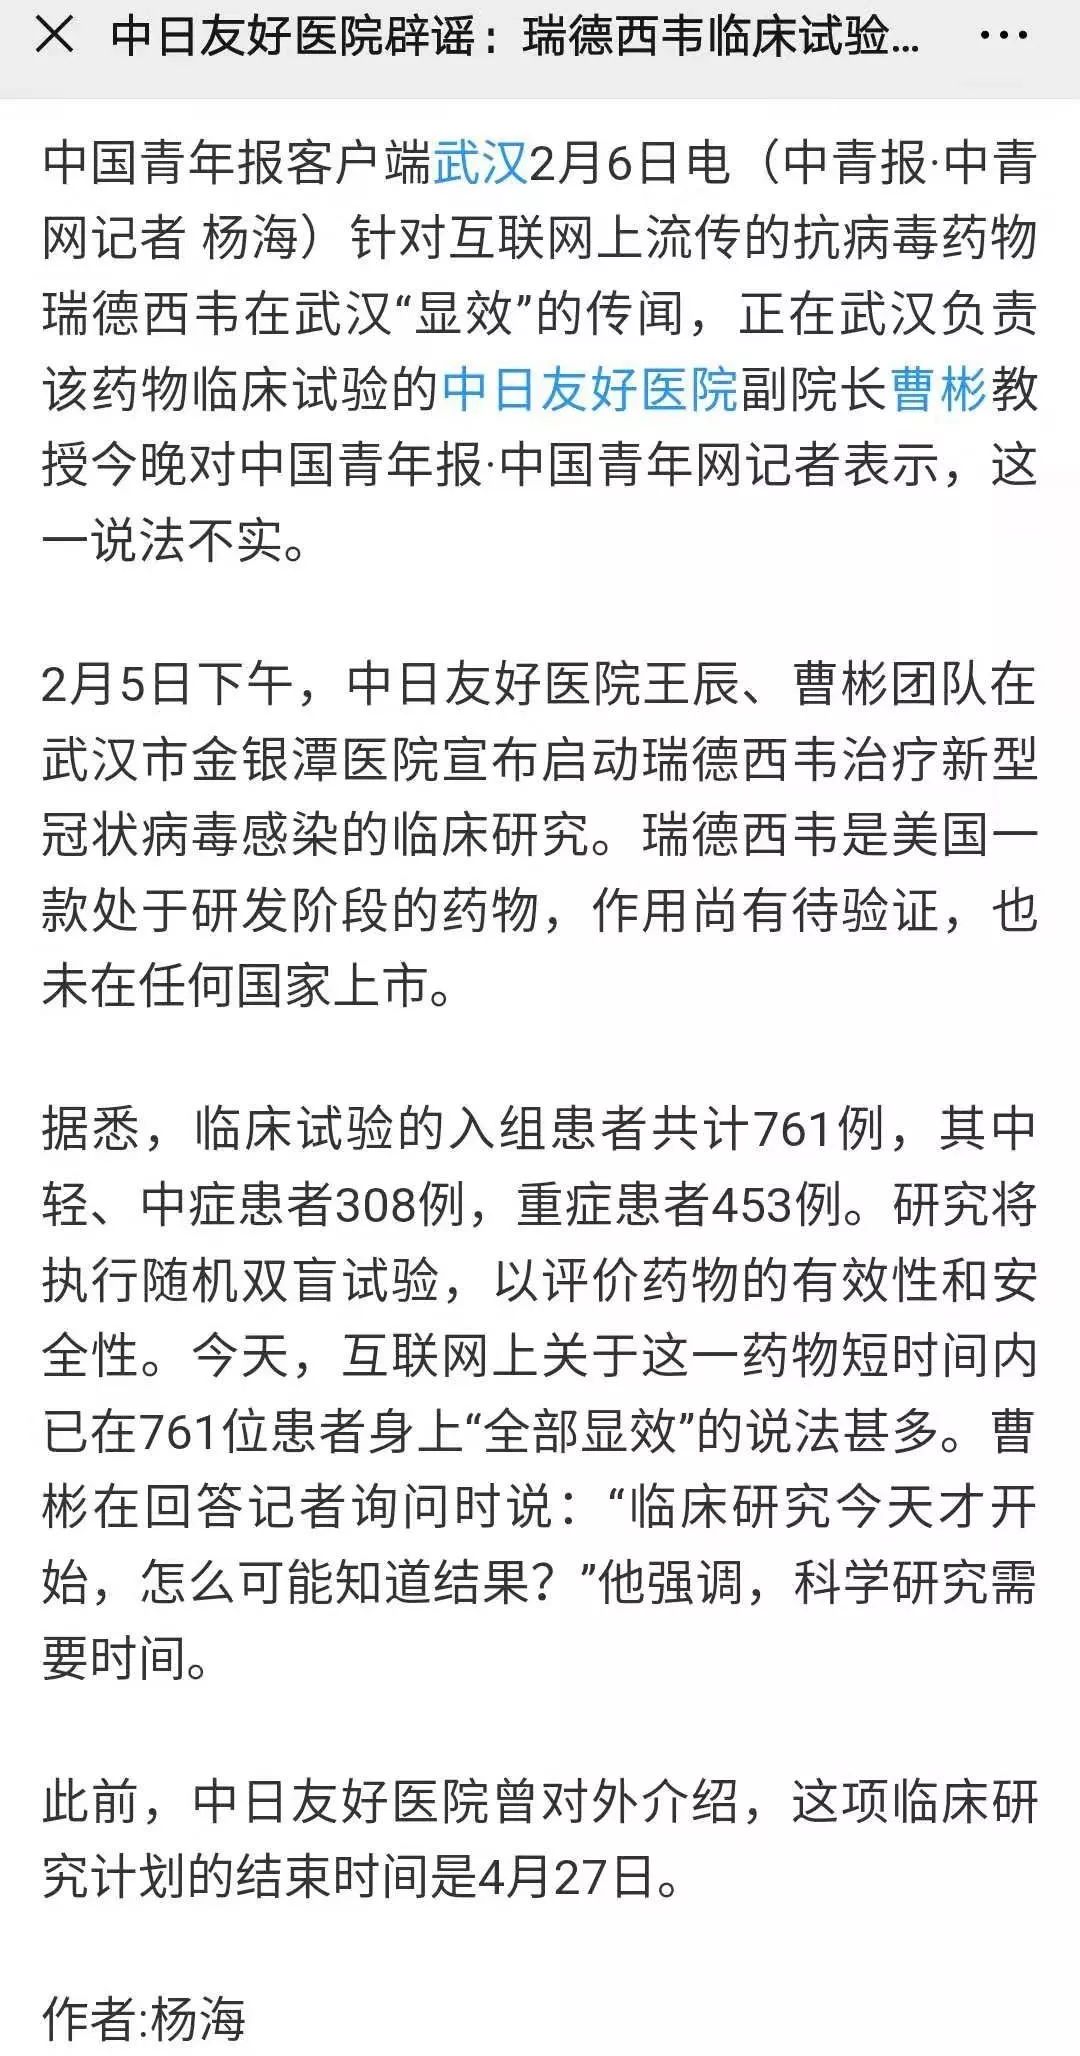 中日友好医院辟谣：瑞德西韦临床试验...
中国青年报客户端武汉2月6日电（中青报·中青
网记者 杨海）针对互联网上流传的抗病毒药物
瑞德西韦在武汉“显效”的传闻，正在武汉负责
该药物临床试验的中日友好医院副院长曹彬教
授今晚对中国青年报·中国青年网记者表示，这
一说法不实。
2月5日下午，中日友好医院王辰、曹彬团队在
武汉市金银潭医院宣布启动瑞德西韦治疗新型
冠状病毒感染的临床研究。瑞德西韦是美国一
款处于研发阶段的药物，作用尚有待验证，也
未在任何国家上市。
据悉，临床试验的入组患者共计761例，其中
轻、中症患者308例，重症患者453例。研究将
执行随机双盲试验，以评价药物的有效性和安
全性。今天，互联网上关于这一药物短时间内
已在761位患者身上“全部显效”的说法甚多。曹
彬在回答记者询问时说：“临床研究今天才开
始，怎么可能知道结果？”他强调，科学研究需
要时间。
此前，中日友好医院曾对外介绍，这项临床研
究计划的结束时间是4月27日。
作者:杨海